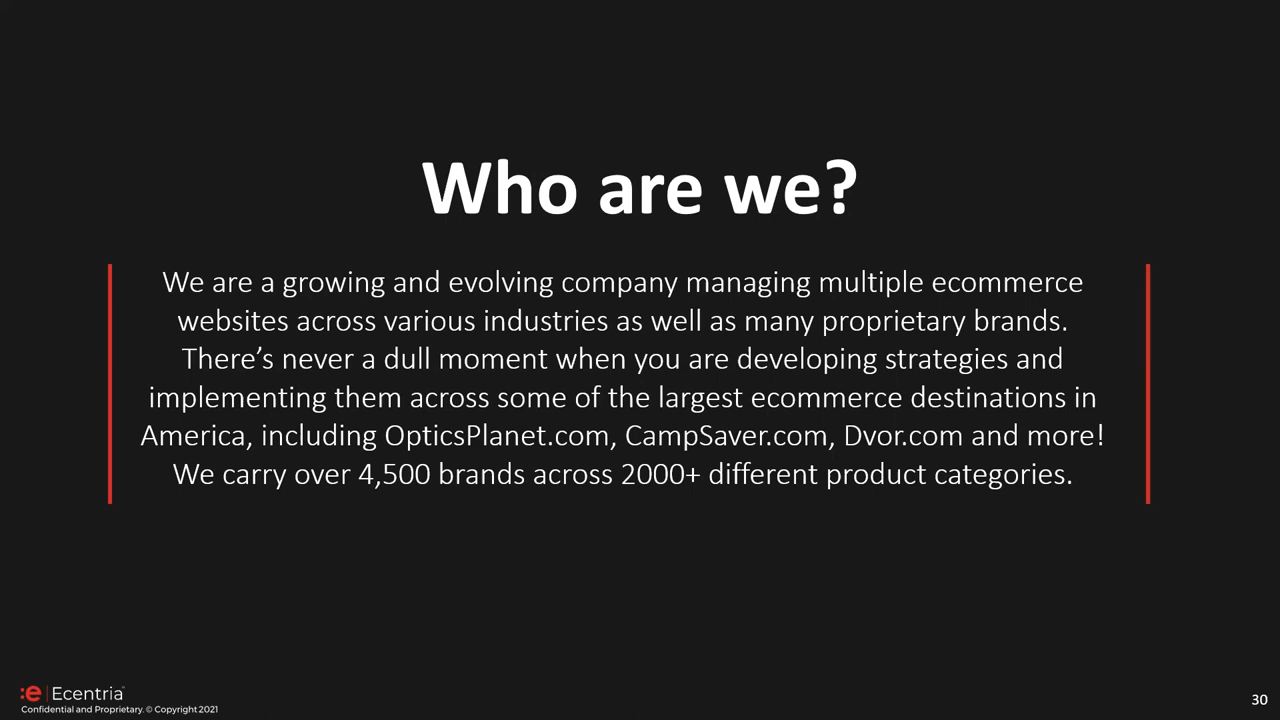 Who are we?
We are a growing and evolving company managing multiple ecommerce
websites across various industries as well as many proprietary brands.
There’s never a dull moment when you are developing strategies and
implementing them across some of the largest ecommerce destinations in
America, including OpticsPlanet.com, CampSaver.com, Dvor.com and more!
We carry over 4,500 brands across 2000+ different product categories.
:e | Ecentria
Confidential and Proprietary. © Copyright 2021
30